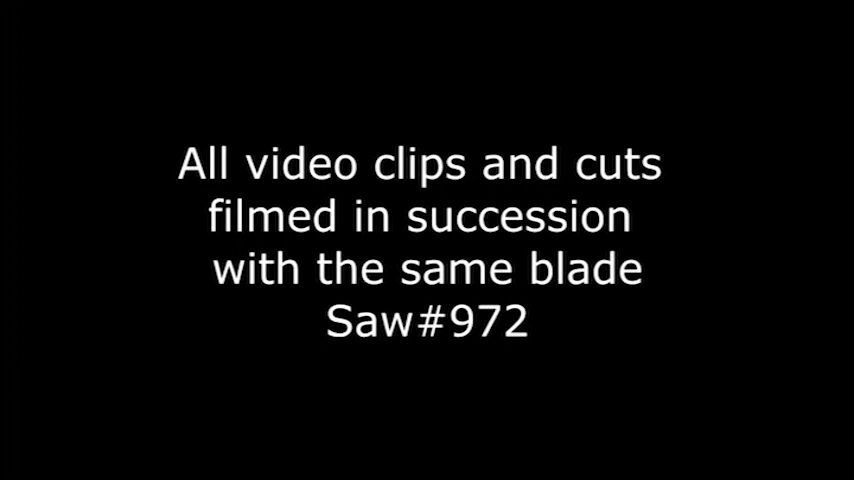 All video clips and cuts
filmed in succession
with the same blade
Saw#972